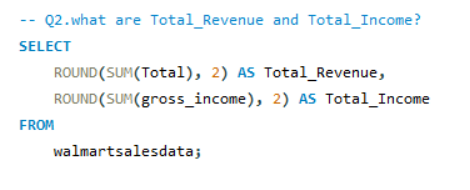 -- Q2.what are Total_Revenue and Total_Income?
SELECT
    ROUND(SUM(Total), 2) AS Total_Revenue,
    ROUND(SUM(gross_income), 2) AS Total_Income
FROM
    walmartsalesdata;